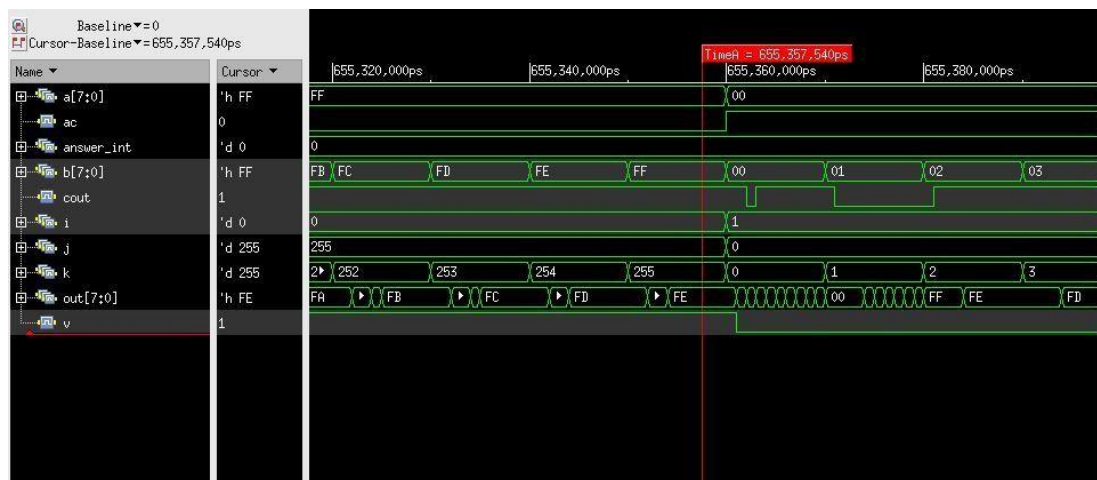 Baseline▼=0
Cursor-Baseline▼=655,357,540ps
TimeA = 655,357,540ps
Name ▼ Cursor ▼ 655,320,000ps 655,340,000ps 655,360,000ps 655,380,000ps
a[7:0] 'h FF FF 00
ac 0
answer_int 'd 0 0
b[7:0] 'h FF FB FC FD FE FF 00 01 02 03
cout 1
i 'd 0 0 1
j 'd 255 255 0
k 'd 255 2 252 253 254 255 0 1 2 3
out[7:0] 'h FE FA FB FC FD FE 00 FF FE FD
v 1